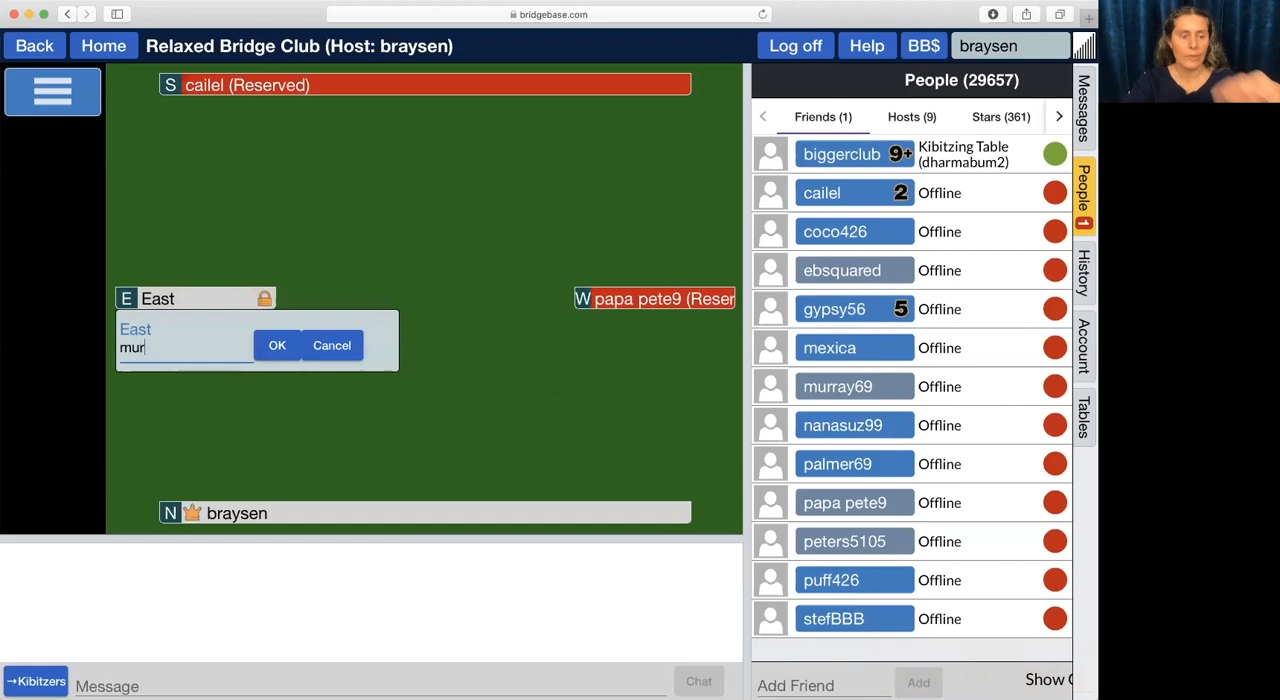 bridgebase.com
Back
Home
Relaxed Bridge Club (Host: braysen)
Log off
Help
BB$
braysen
S cailel (Reserved)
E East
East
mur
OK
Cancel
W papa pete9 (Reser
N braysen
→Kibitzers
Message
Chat
People (29657)
Friends (1)
Hosts (9)
Stars (361)
biggerclub 9+ Kibitzing Table
(dharmabum2)
cailel 2 Offline
coco426 Offline
ebsquared Offline
gypsy56 5 Offline
mexica Offline
murray69 Offline
nanasuz99 Offline
palmer69 Offline
papa pete9 Offline
peters5105 Offline
puff426 Offline
stefBBB Offline
Add Friend
Add
Show
Messages
People 1
History
Account
Tables